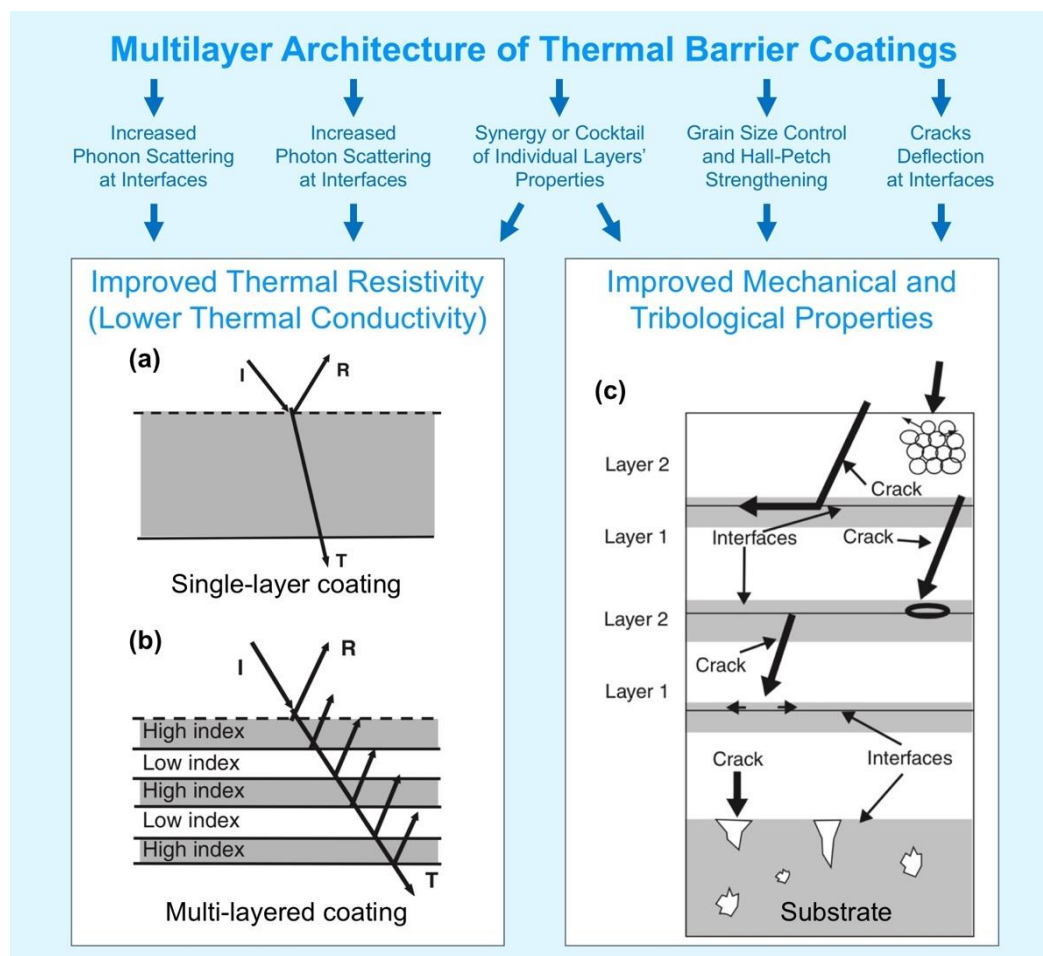 Multilayer Architecture of Thermal Barrier Coatings
Increased
Phonon Scattering
at Interfaces
Increased
Photon Scattering
at Interfaces
Synergy or Cocktail
of Individual Layers'
Properties
Grain Size Control
and Hall-Petch
Strengthening
Cracks
Deflection
at Interfaces
Improved Thermal Resistivity
(Lower Thermal Conductivity)
(a)
I
R
T
Single-layer coating
(b)
I
R
High index
Low index
High index
Low index
High index
T
Multi-layered coating
Improved Mechanical and
Tribological Properties
(c)
Layer 2
Crack
Layer 1
Interfaces
Crack
Layer 2
Crack
Layer 1
Crack
Interfaces
Substrate